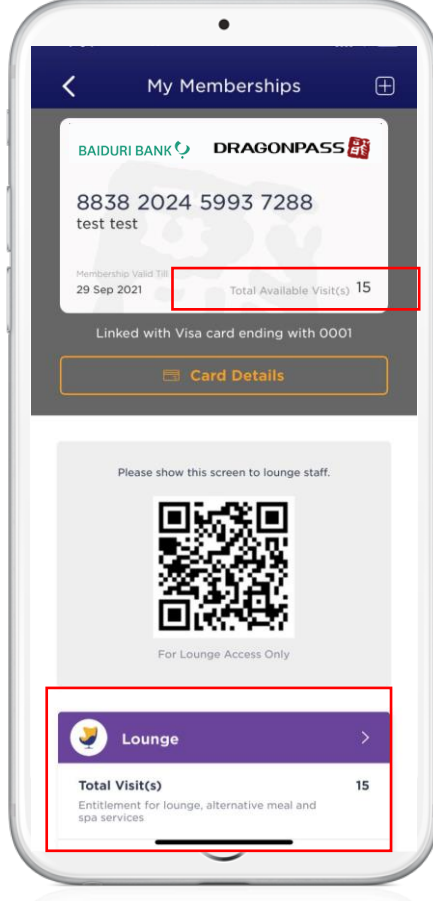 My Memberships
BAIDURI BANK DRAGONPASS
8838 2024 5993 7288
test test
Membership Valid Till
29 Sep 2021 Total Available Visit(s) 15
Linked with Visa card ending with 0001
Card Details
Please show this screen to lounge staff.
For Lounge Access Only
Lounge
Total Visit(s) 15
Entitlement for lounge, alternative meal and
spa services